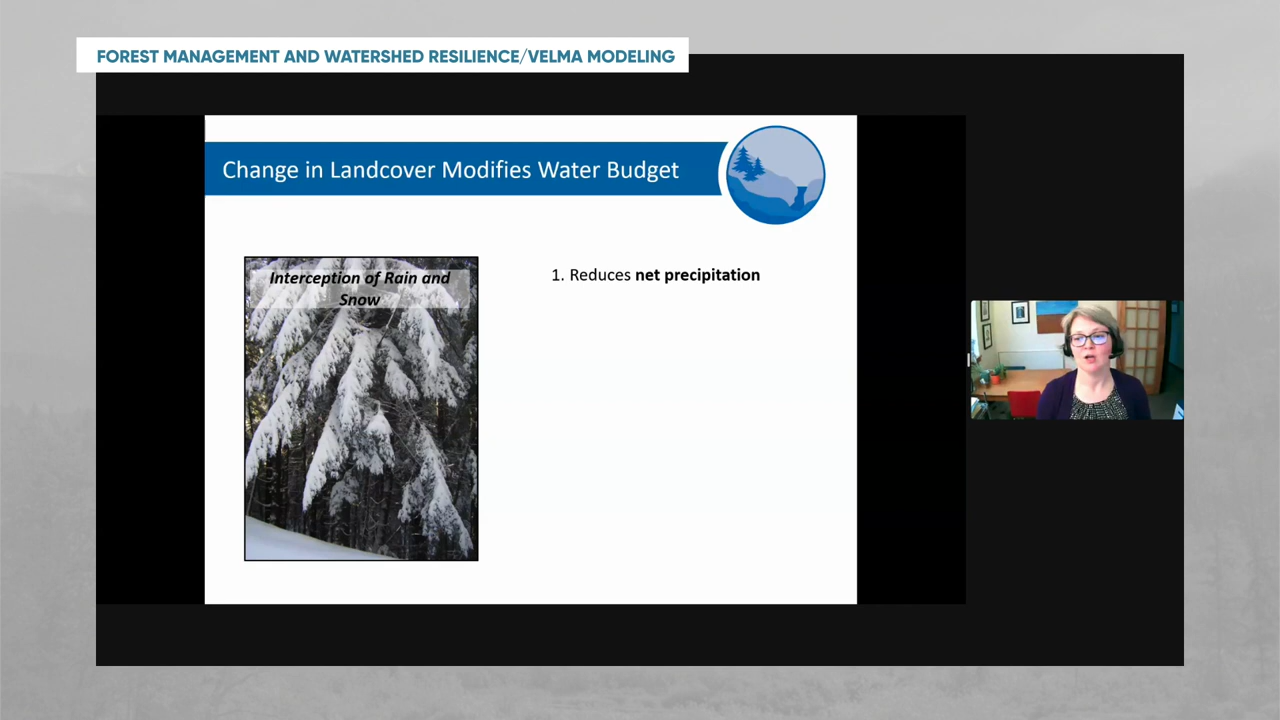 FOREST MANAGEMENT AND WATERSHED RESILIENCE/VELMA MODELING
Change in Landcover Modifies Water Budget
Interception of Rain and
Snow
1. Reduces net precipitation